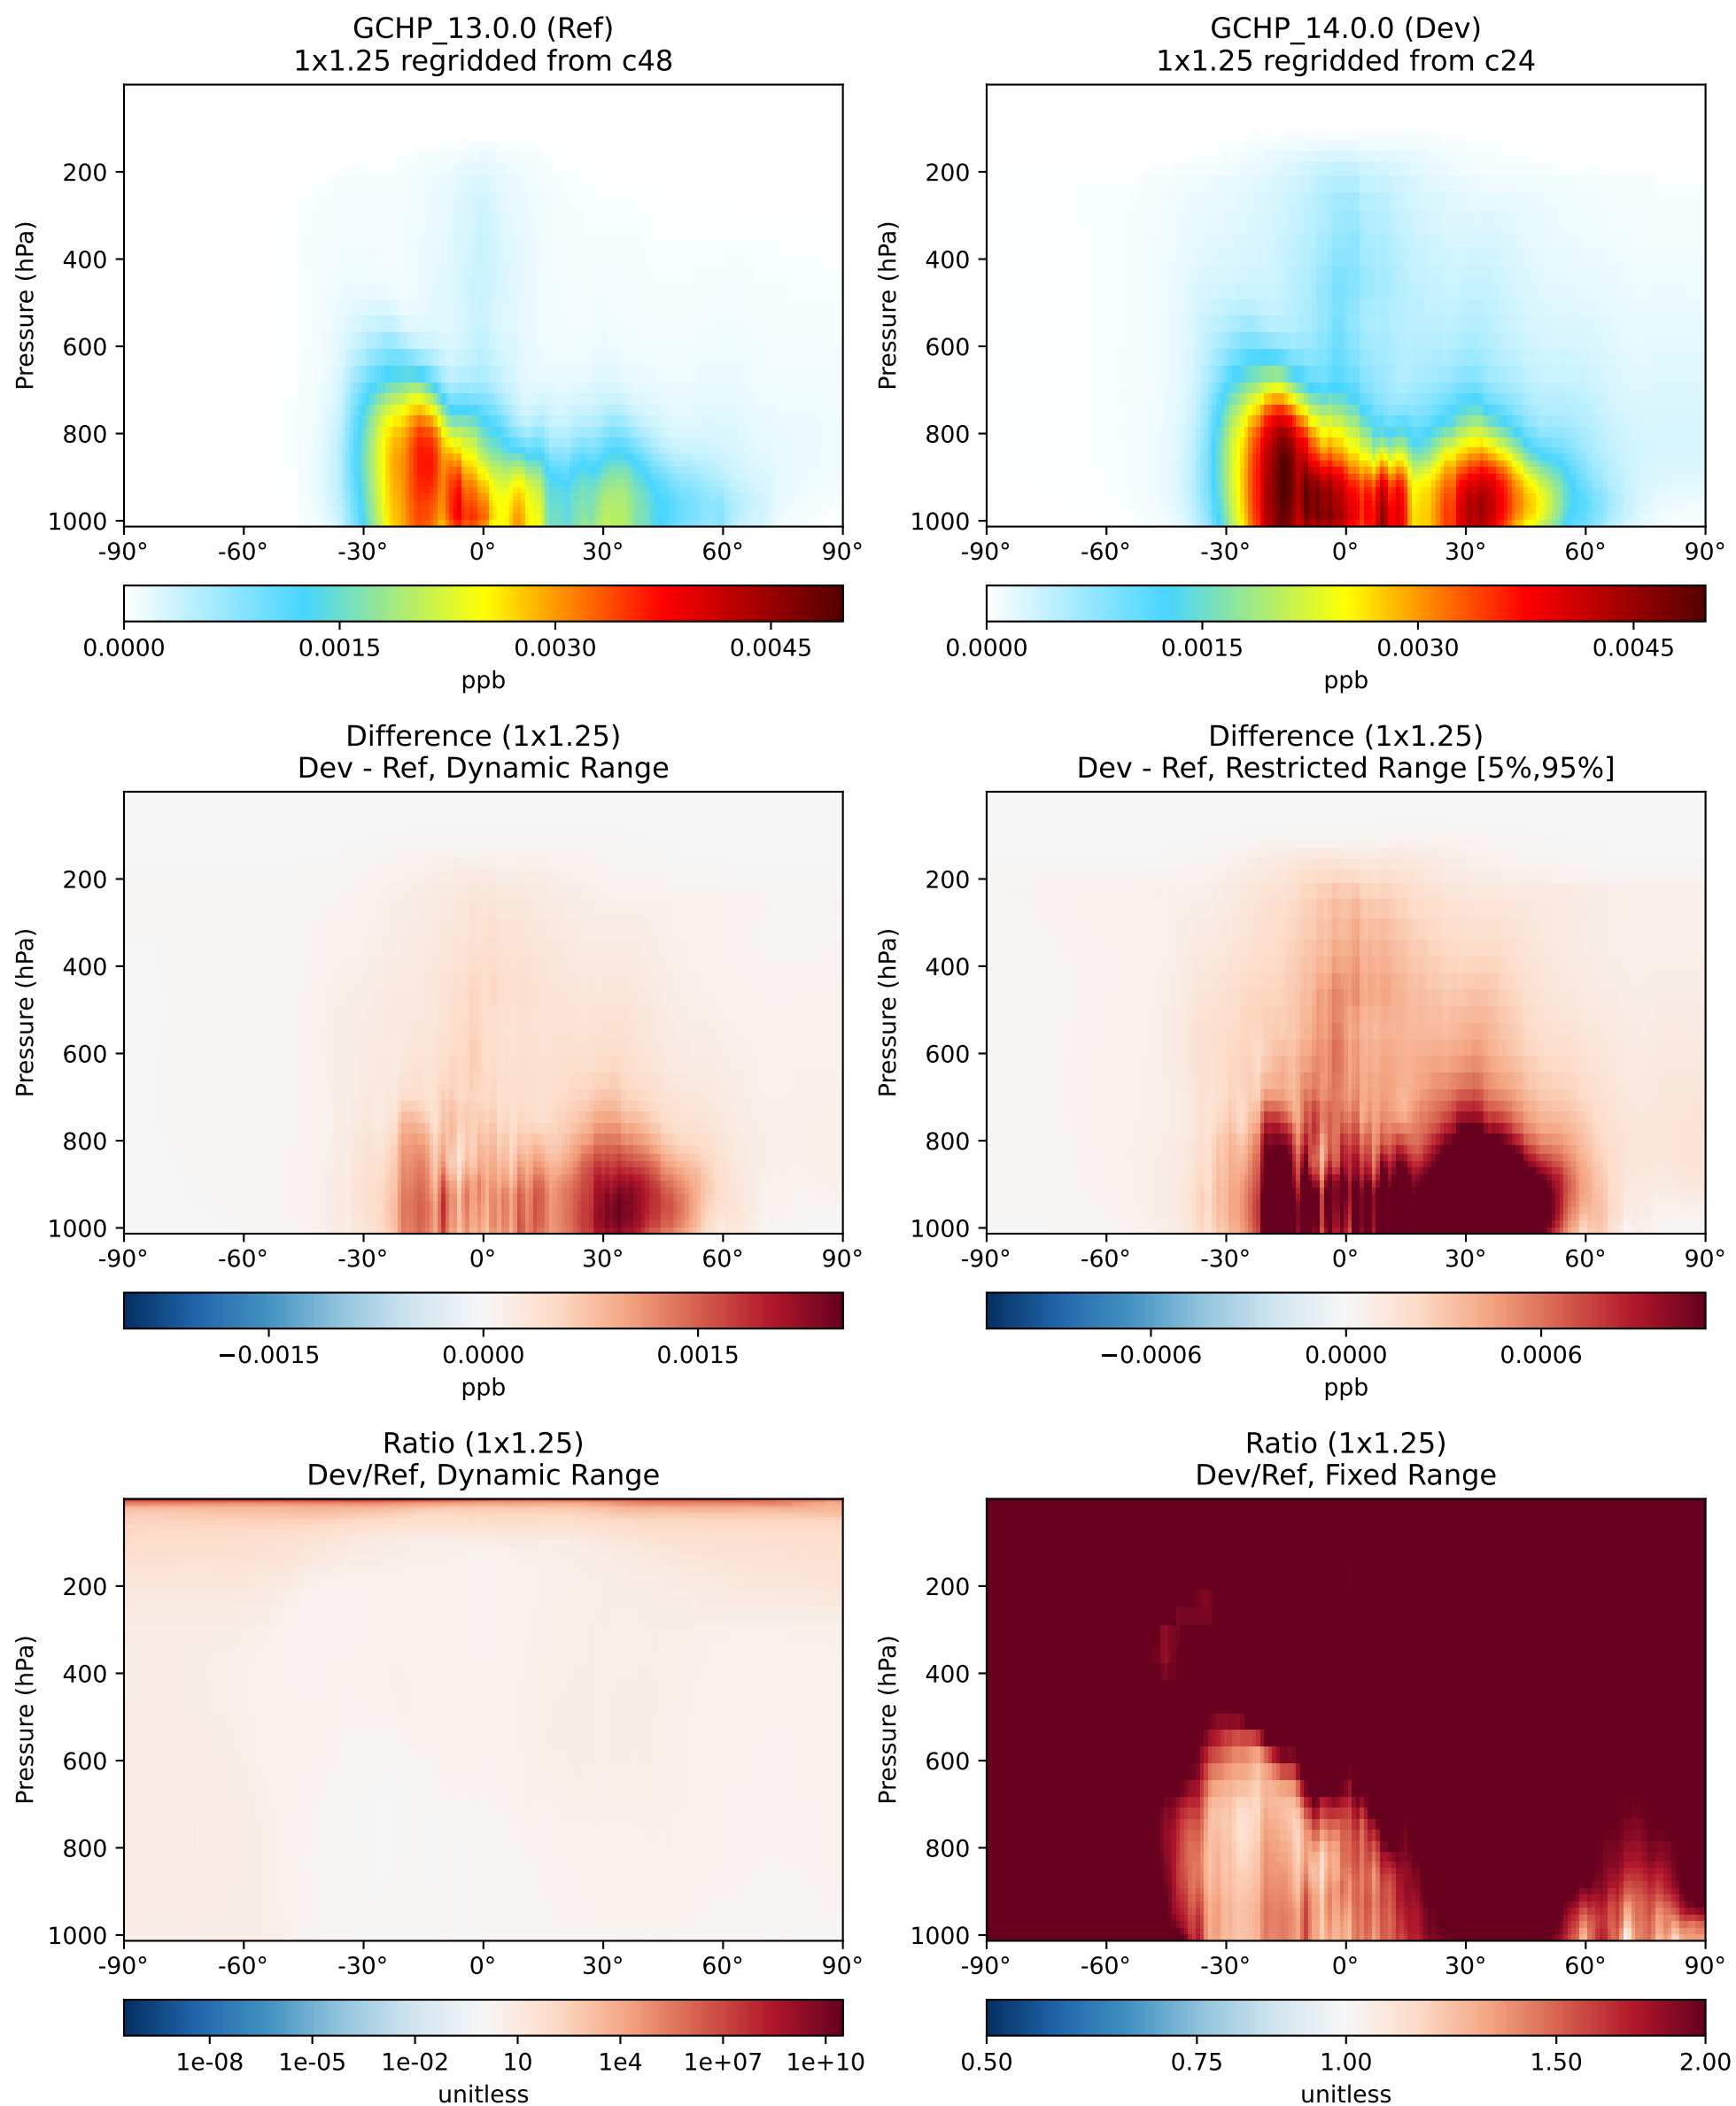 GCHP_13.0.0 (Ref)
1x1.25 regridded from c48
Pressure (hPa)
200
400
600
800
1000
-90° -60° -30° 0° 30° 60° 90°
0.0000 0.0015 0.0030 0.0045
ppb
GCHP_14.0.0 (Dev)
1x1.25 regridded from c24
Pressure (hPa)
200
400
600
800
1000
-90° -60° -30° 0° 30° 60° 90°
0.0000 0.0015 0.0030 0.0045
ppb
Difference (1x1.25)
Dev - Ref, Dynamic Range
Pressure (hPa)
200
400
600
800
1000
-90° -60° -30° 0° 30° 60° 90°
−0.0015 0.0000 0.0015
ppb
Difference (1x1.25)
Dev - Ref, Restricted Range [5%,95%]
Pressure (hPa)
200
400
600
800
1000
-90° -60° -30° 0° 30° 60° 90°
−0.0006 0.0000 0.0006
ppb
Ratio (1x1.25)
Dev/Ref, Dynamic Range
Pressure (hPa)
200
400
600
800
1000
-90° -60° -30° 0° 30° 60° 90°
1e-08 1e-05 1e-02 10 1e4 1e+07 1e+10
unitless
Ratio (1x1.25)
Dev/Ref, Fixed Range
Pressure (hPa)
200
400
600
800
1000
-90° -60° -30° 0° 30° 60° 90°
0.50 0.75 1.00 1.50 2.00
unitless